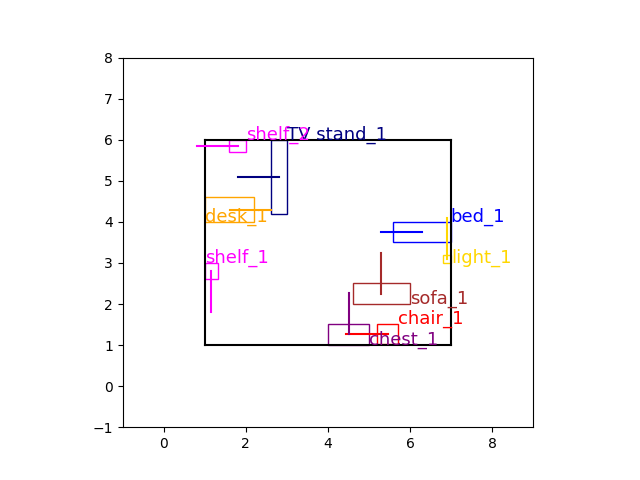 8
7
6
5
4
3
2
1
0
−1
0
2
4
6
8
shelf_2
TV stand_1
desk_1
bed_1
shelf_1
light_1
sofa_1
chair_1
chest_1